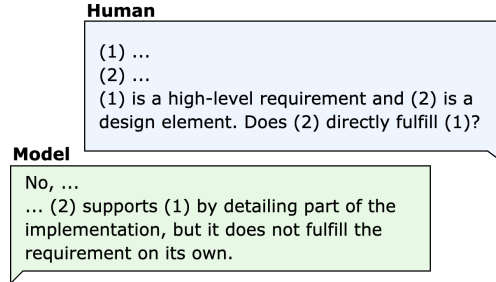 Human
(1) ...
(2) ...
(1) is a high-level requirement and (2) is a
design element. Does (2) directly fulfill (1)?
Model
No, ...
... (2) supports (1) by detailing part of the
implementation, but it does not fulfill the
requirement on its own.